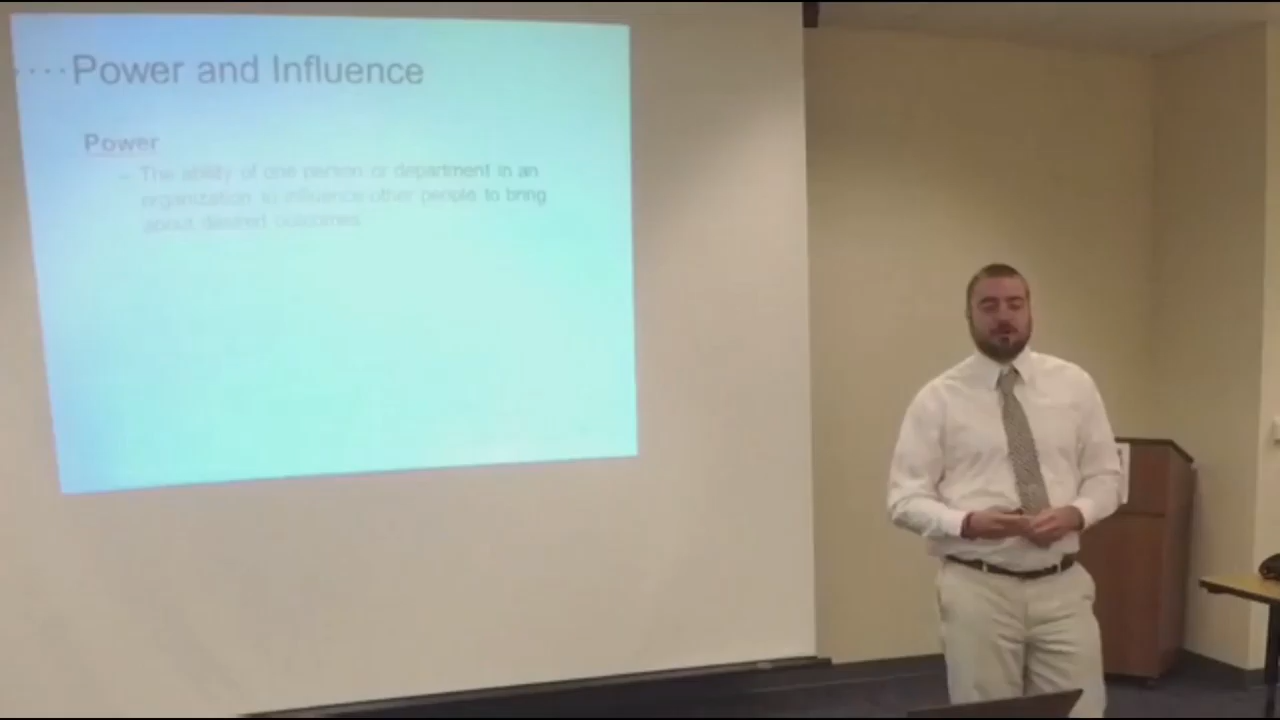 Power and Influence
Power
– The ability of one person or department in an
organization to influence other people to bring
about desired outcomes